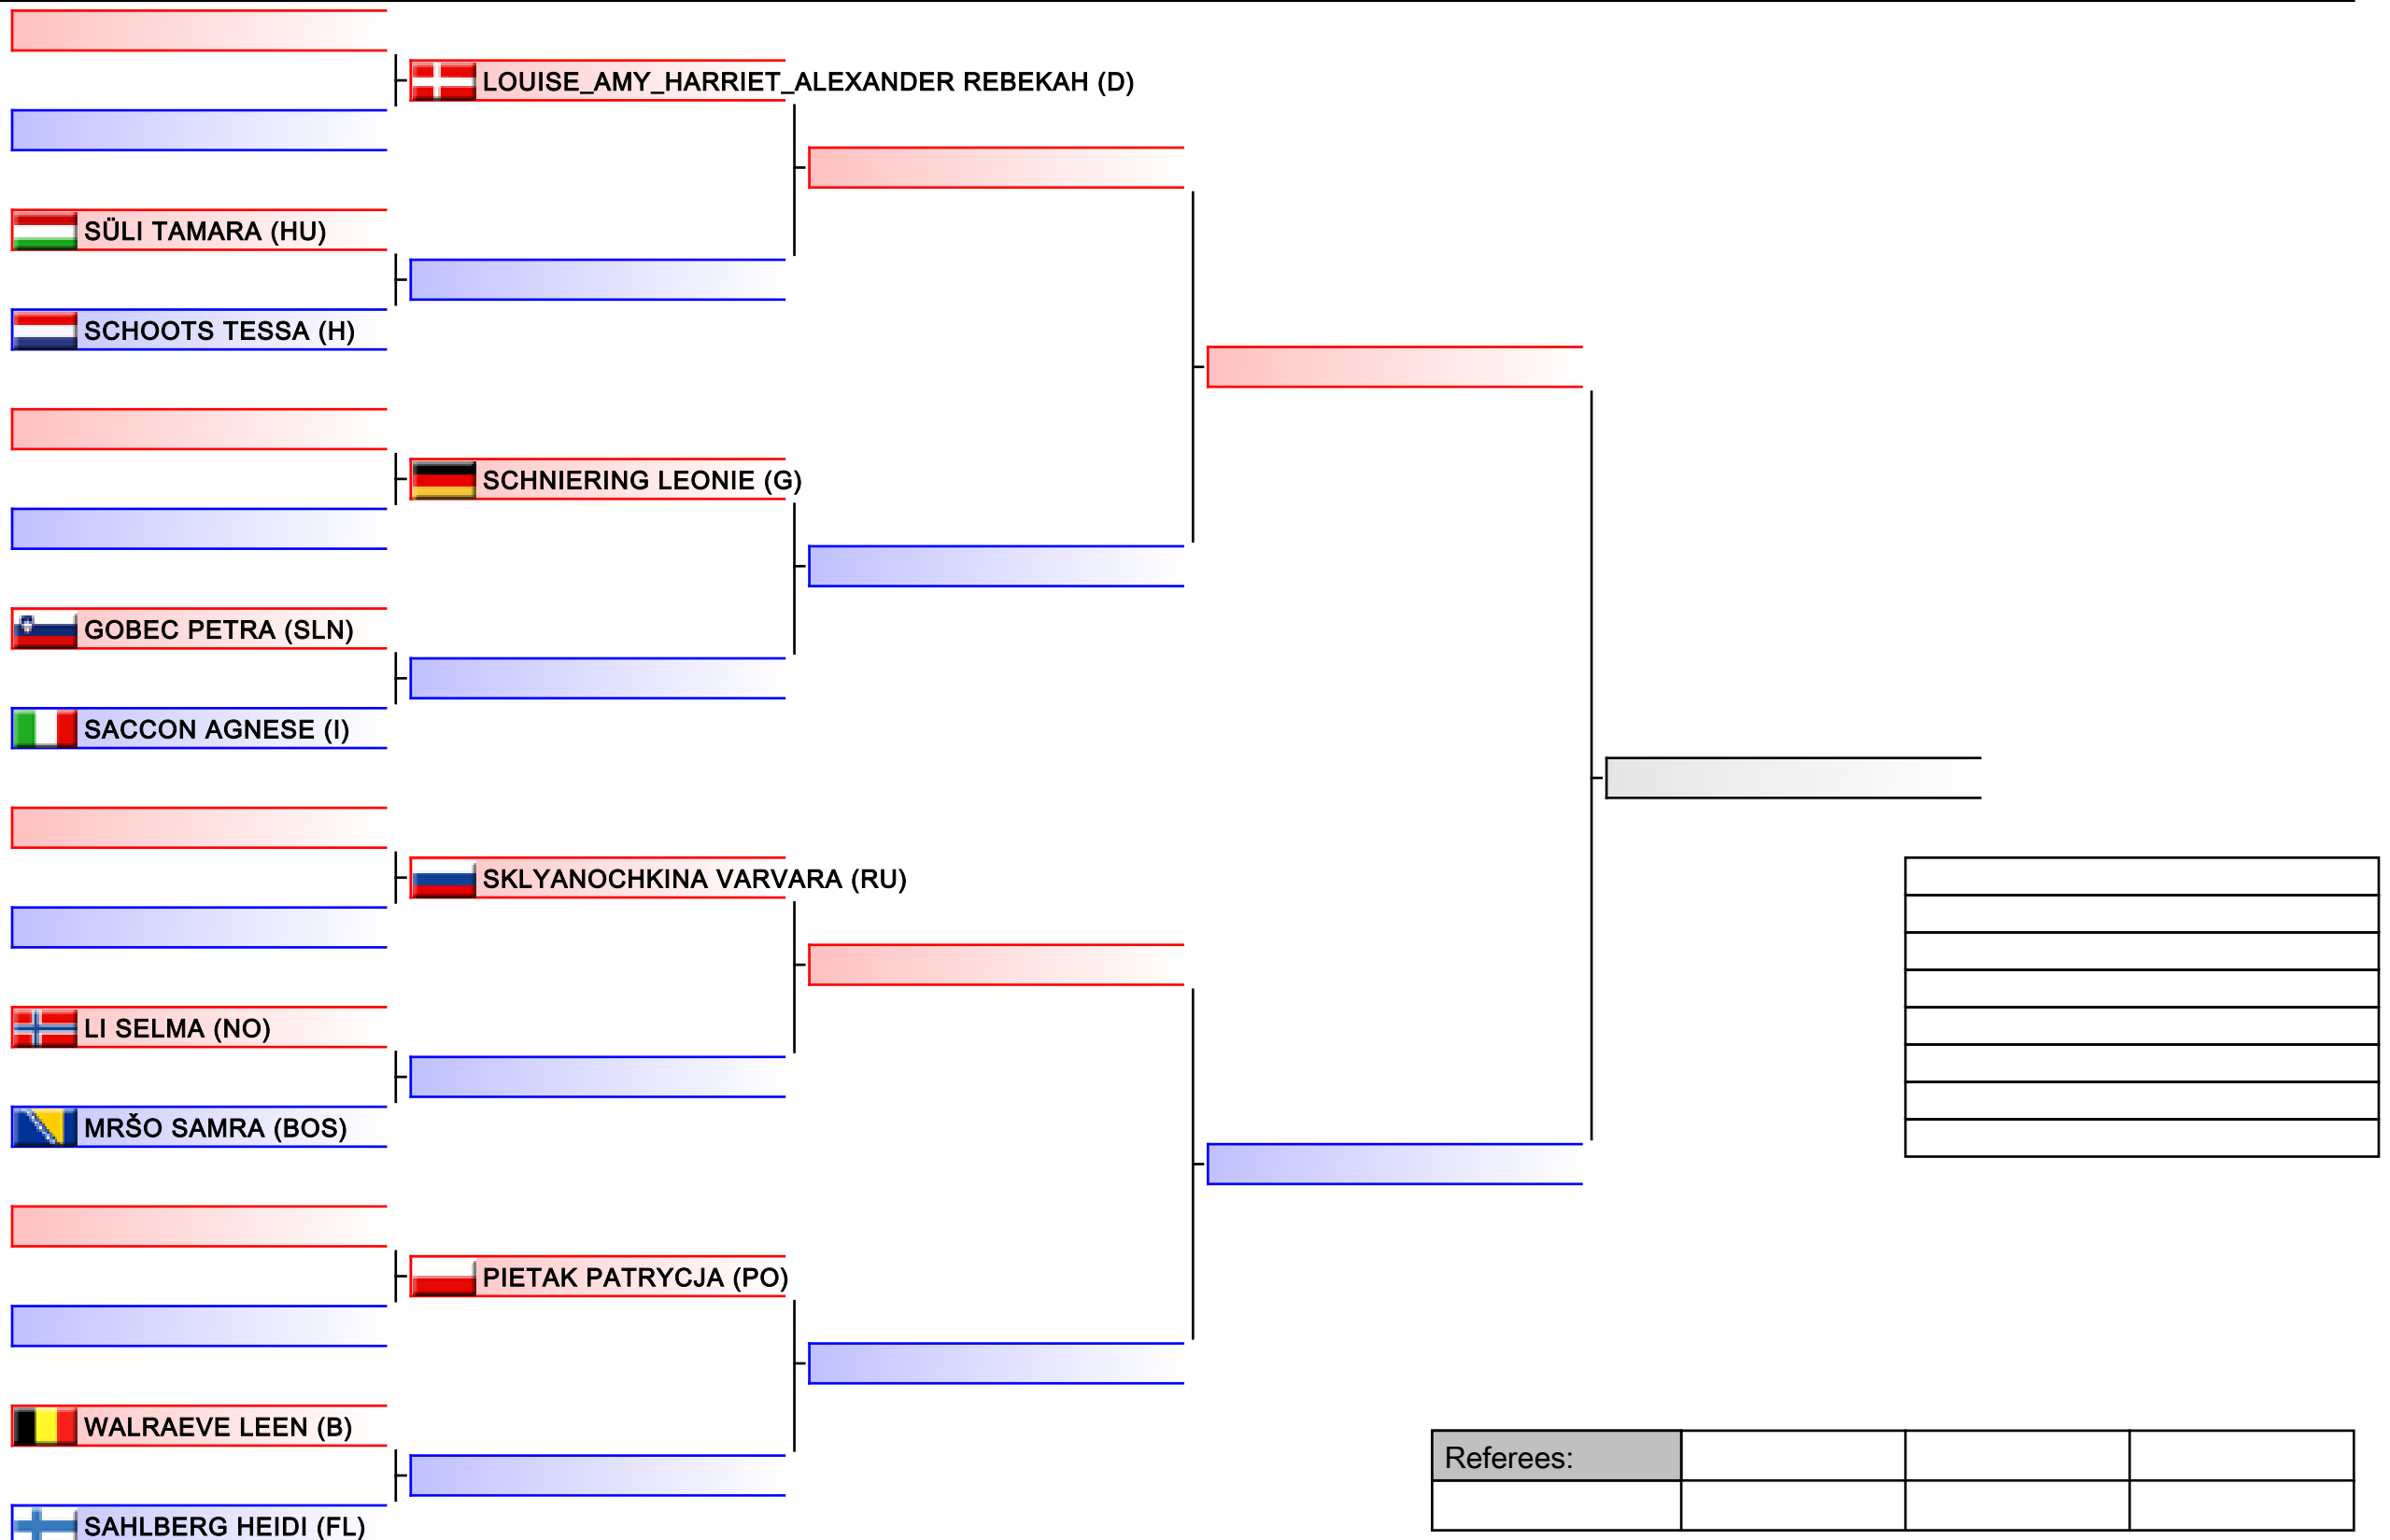 LOUISE_AMY_HARRIET_ALEXANDER REBEKAH (D)
SÜLI TAMARA (HU)
SCHOOTS TESSA (H)
SCHNIERING LEONIE (G)
GOBEC PETRA (SLN)
SACCON AGNESE (I)
SKLYANOCHKINA VARVARA (RU)
LI SELMA (NO)
MRŠO SAMRA (BOS)
PIETAK PATRYCJA (PO)
WALRAEVE LEEN (B)
Referees:
SAHLBERG HEIDI (FL)